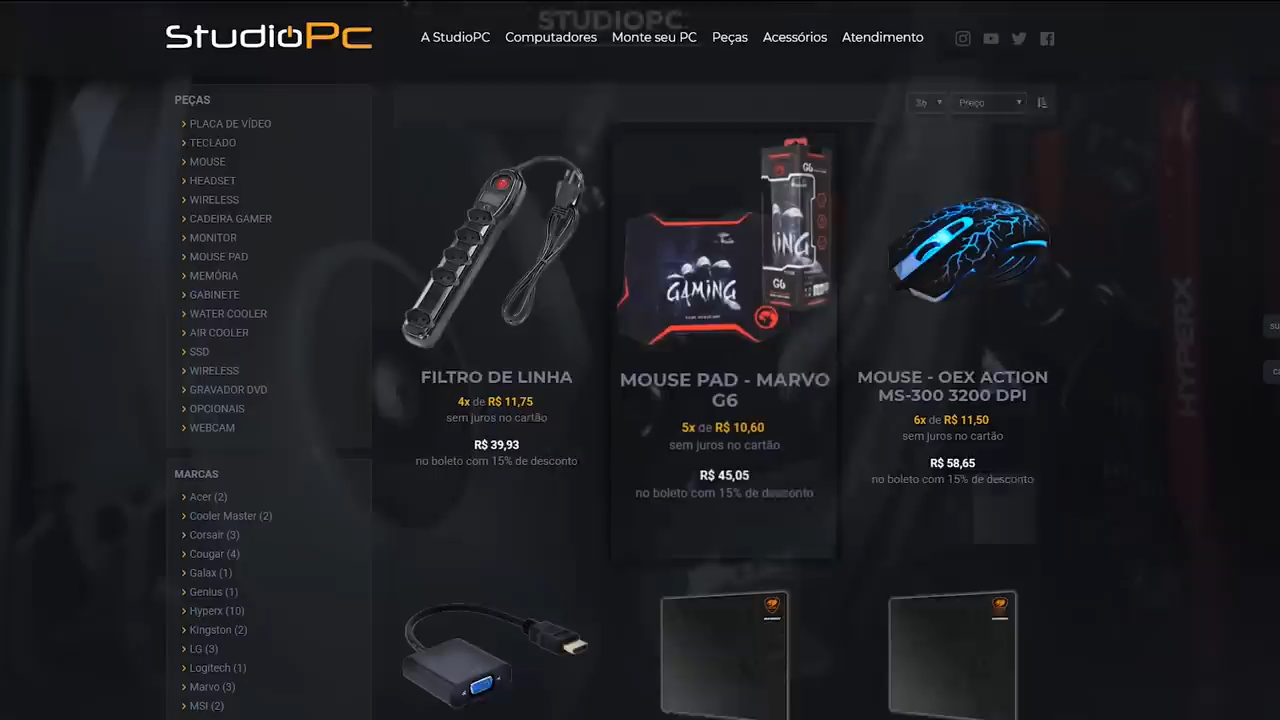 STUDIOPC
StudioPc
A StudioPC
Computadores
Monte seu PC
Peças
Acessórios
Atendimento
PEÇAS
PLACA DE VÍDEO
TECLADO
MOUSE
HEADSET
WIRELESS
CADEIRA GAMER
MONITOR
MOUSE PAD
MEMÓRIA
GABINETE
WATER COOLER
AIR COOLER
SSD
WIRELESS
GRAVADOR DVD
OPCIONAIS
WEBCAM
MARCAS
Acer (2)
Cooler Master (2)
Corsair (3)
Cougar (4)
Galax (1)
Genius (1)
Hyperx (10)
Kingston (2)
LG (3)
Logitech (1)
Marvo (3)
MSI (2)
36
Preço
FILTRO DE LINHA
4x de R$ 11,75
sem juros no cartão
R$ 39,93
no boleto com 15% de desconto
G6
GAMING
G6
MOUSE PAD - MARVO
G6
5x de R$ 10,60
sem juros no cartão
R$ 45,05
no boleto com 15% de desconto
MOUSE - OEX ACTION
MS-300 3200 DPI
6x de R$ 11,50
sem juros no cartão
R$ 58,65
no boleto com 15% de desconto
HYPERX